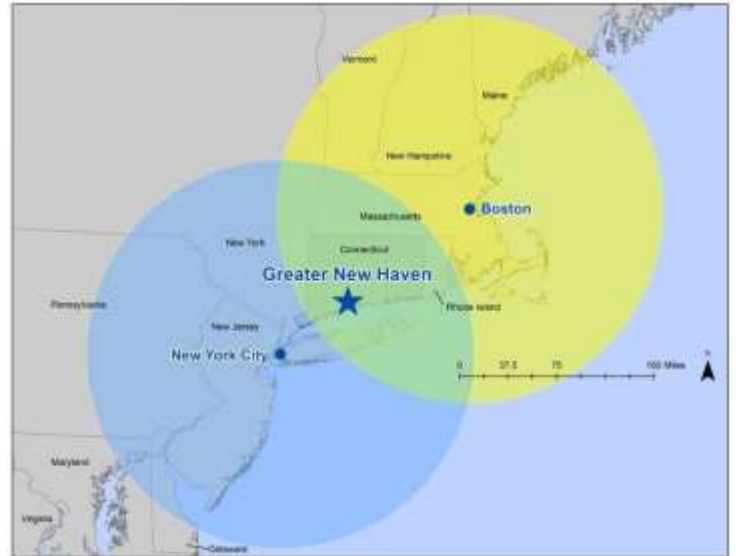 Vermont
Maine
New Hampshire
Boston
Massachusetts
New York
Connecticut
Greater New Haven
Pennsylvania
Rhode Island
New Jersey
New York City
0 37.5 75 150 Miles
N
Maryland
Virginia
Delaware